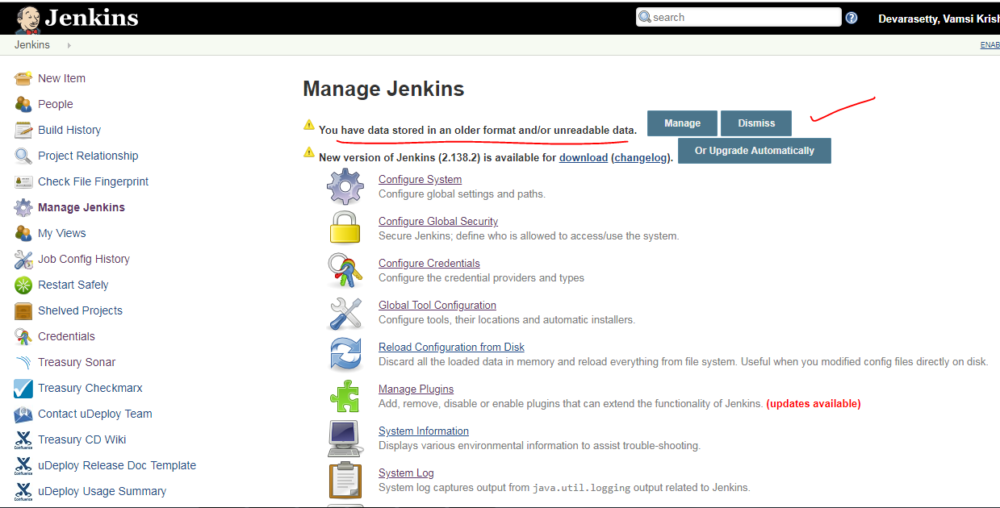 Jenkins
search
Devarasetty, Vamsi Krish
Jenkins
ENAB
New Item
People
Build History
Project Relationship
Check File Fingerprint
Manage Jenkins
My Views
Job Config History
Restart Safely
Shelved Projects
Credentials
Treasury Sonar
Treasury Checkmarx
Contact uDeploy Team
Treasury CD Wiki
uDeploy Release Doc Template
uDeploy Usage Summary
Manage Jenkins
You have data stored in an older format and/or unreadable data. Manage Dismiss
New version of Jenkins (2.138.2) is available for download (changelog). Or Upgrade Automatically
Configure System
Configure global settings and paths.
Configure Global Security
Secure Jenkins; define who is allowed to access/use the system.
Configure Credentials
Configure the credential providers and types
Global Tool Configuration
Configure tools, their locations and automatic installers.
Reload Configuration from Disk
Discard all the loaded data in memory and reload everything from file system. Useful when you modified config files directly on disk.
Manage Plugins
Add, remove, disable or enable plugins that can extend the functionality of Jenkins. (updates available)
System Information
Displays various environmental information to assist trouble-shooting.
System Log
System log captures output from java.util.logging output related to Jenkins.